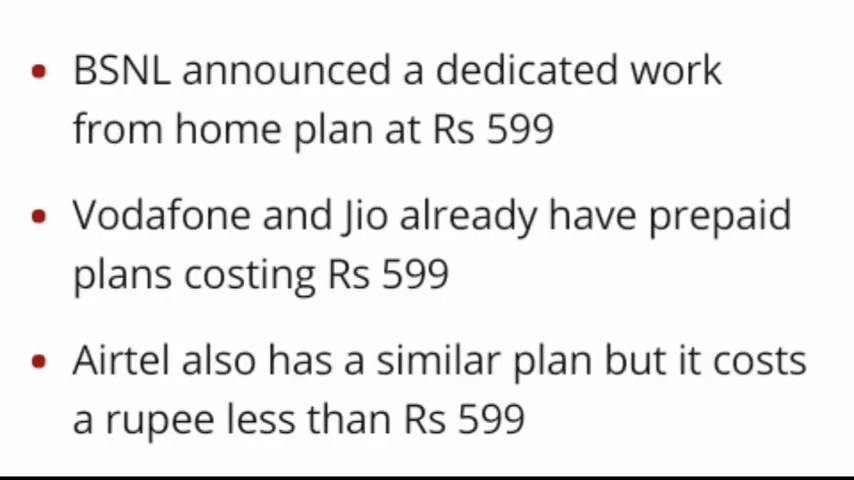 • BSNL announced a dedicated work
from home plan at Rs 599
• Vodafone and Jio already have prepaid
plans costing Rs 599
• Airtel also has a similar plan but it costs
a rupee less than Rs 599